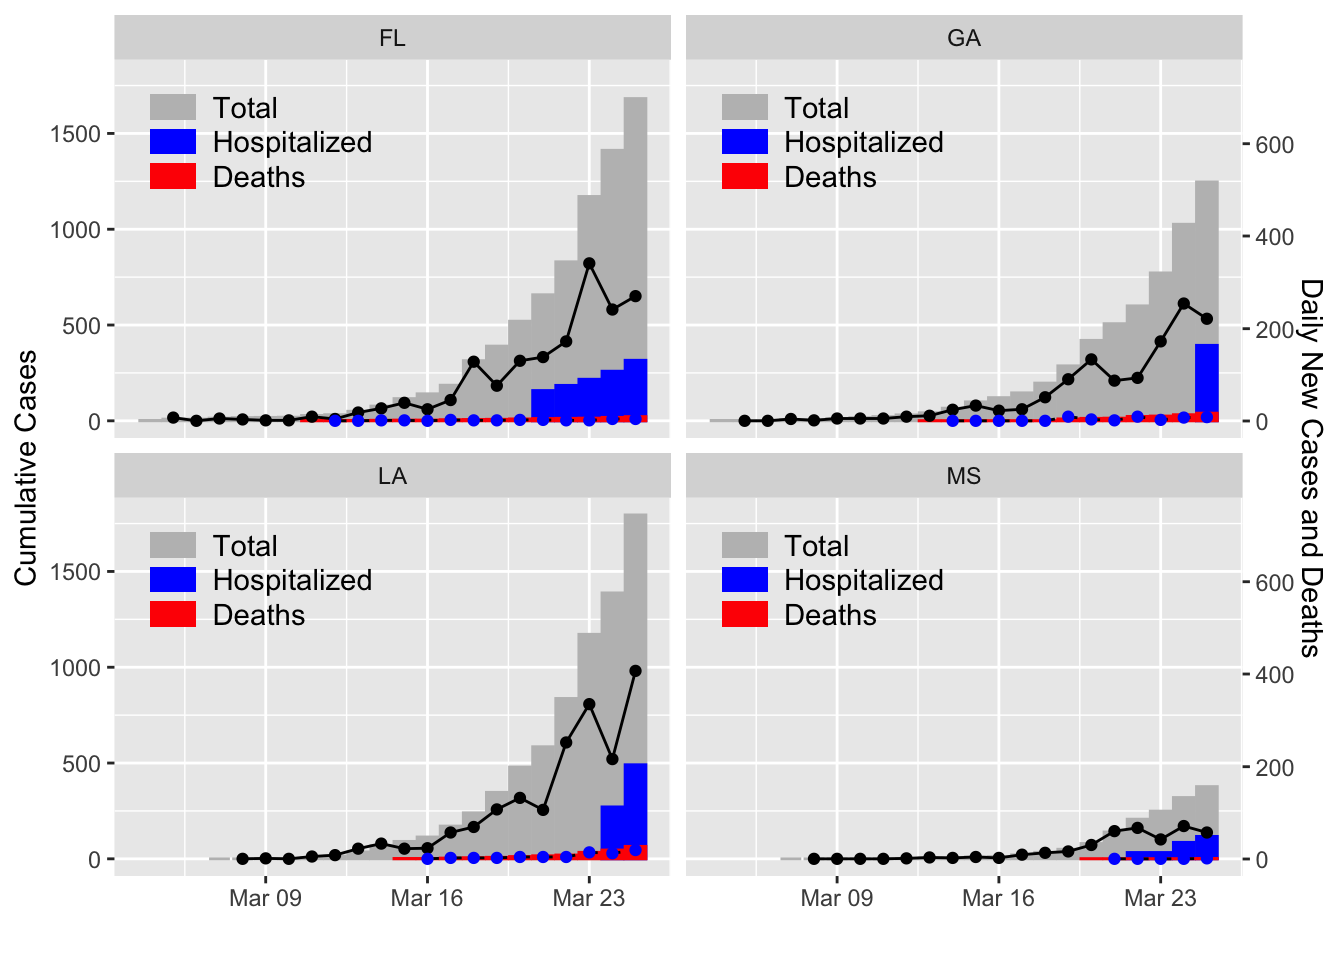 FL
GA
Total
Hospitalized
Deaths
Total
Hospitalized
Deaths
1500
1000
500
0
600
400
200
0
LA
MS
Total
Hospitalized
Deaths
Total
Hospitalized
Deaths
1500
1000
500
0
600
400
200
0
Mar 09
Mar 16
Mar 23
Mar 09
Mar 16
Mar 23
Cumulative Cases
Daily New Cases and Deaths